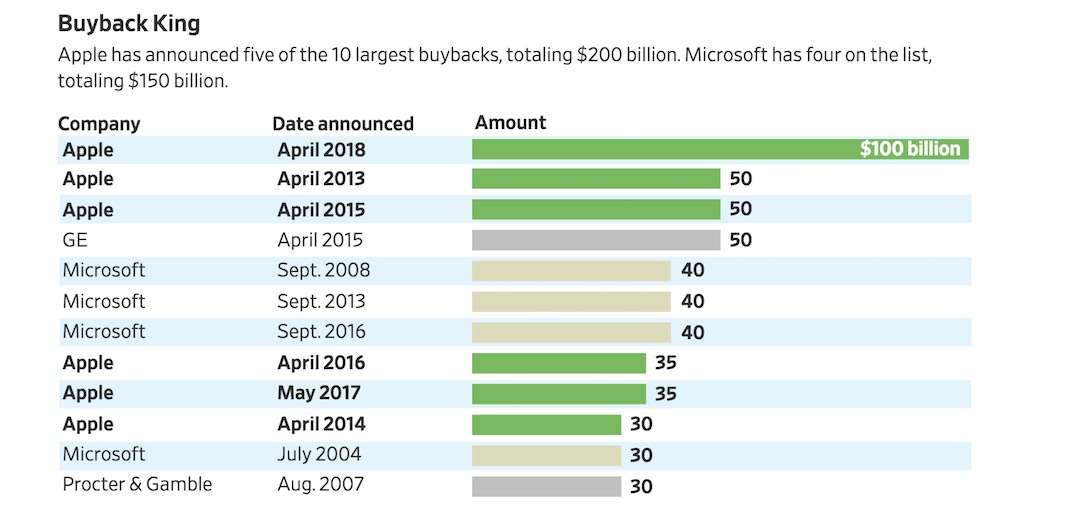 Buyback King
Apple has announced five of the 10 largest buybacks, totaling $200 billion. Microsoft has four on the list,
totaling $150 billion.
Company Date announced Amount
Apple April 2018 $100 billion
Apple April 2013 50
Apple April 2015 50
GE April 2015 50
Microsoft Sept. 2008 40
Microsoft Sept. 2013 40
Microsoft Sept. 2016 40
Apple April 2016 35
Apple May 2017 35
Apple April 2014 30
Microsoft July 2004 30
Procter & Gamble Aug. 2007 30